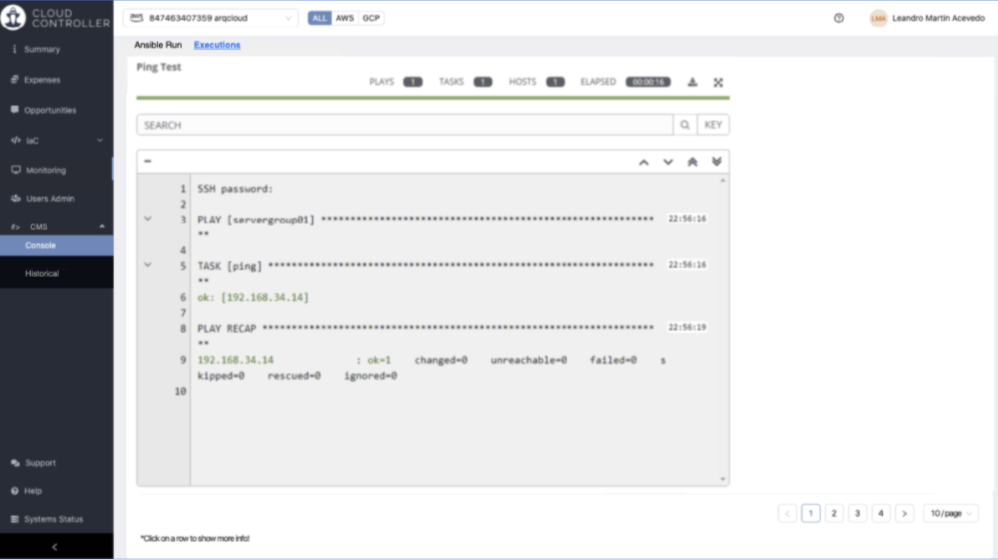 CLOUD
CONTROLLER
847463407359 arqcloud
ALL AWS GCP
LMA Leandro Martin Acevedo
Summary
Expenses
Opportunities
IaC
Monitoring
Users Admin
CMS
Console
Historical
Support
Help
Systems Status
Ansible Run Executions
Ping Test
PLAYS 1 TASKS 1 HOSTS 1 ELAPSED 00:00:16
SEARCH KEY
1 SSH password:
2
3 PLAY [servergroup01] ********************************************************* 22:56:16
**
4
5 TASK [ping] ****************************************************************** 22:56:16
**
6 ok: [192.168.34.14]
7
8 PLAY RECAP ******************************************************************* 22:56:19
**
9 192.168.34.14 : ok=1 changed=0 unreachable=0 failed=0 s
kipped=0 rescued=0 ignored=0
10
< 1 2 3 4 > 10/page
*Click on a row to show more info!